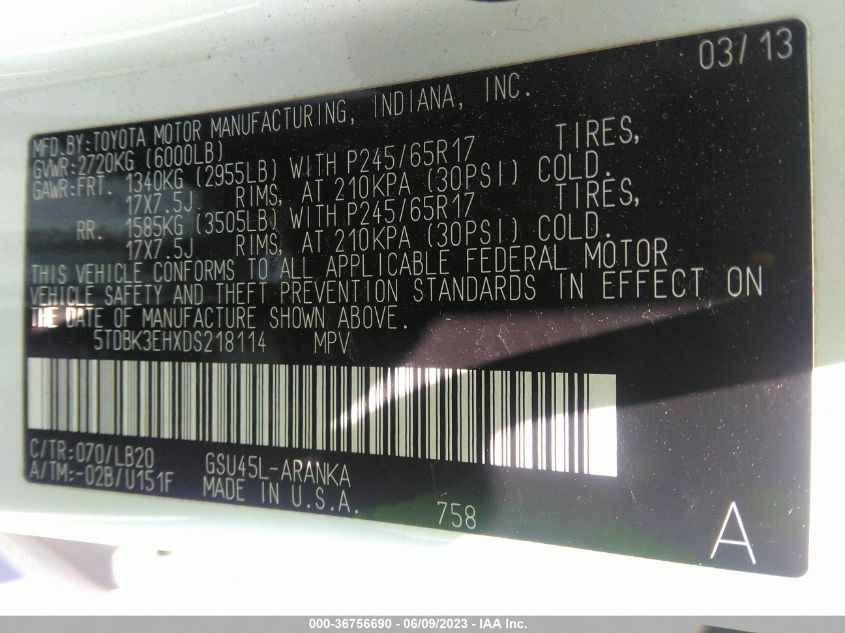 03/13
MFD.BY:TOYOTA MOTOR MANUFACTURING, INDIANA, INC.
GVWR:2720KG (6000LB)
GAWR:FRT. 1340KG (2955LB) WITH P245/65R17 TIRES,
17X7.5J RIMS, AT 210KPA (30PSI) COLD.
RR. 1585KG (3505LB) WITH P245/65R17 TIRES,
17X7.5J RIMS, AT 210KPA (30PSI) COLD.
THIS VEHICLE CONFORMS TO ALL APPLICABLE FEDERAL MOTOR
VEHICLE SAFETY AND THEFT PREVENTION STANDARDS IN EFFECT ON
THE DATE OF MANUFACTURE SHOWN ABOVE.
5TDBK3EHXDS218114 MPV
C/TR:070/LB20 GSU45L-ARANKA
A/TM:-02B/U151F MADE IN U.S.A.
758
A
000-36756690 - 06/09/2023 - IAA Inc.